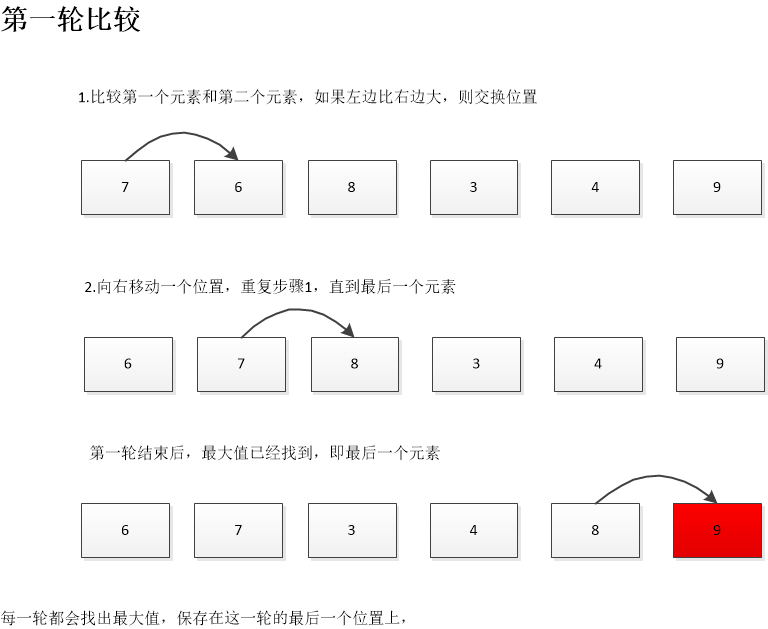 第一轮比较
1.比较第一个元素和第二个元素，如果左边比右边大，则交换位置
7 6 8 3 4 9
2.向右移动一个位置，重复步骤1，直到最后一个元素
6 7 8 3 4 9
第一轮结束后，最大值已经找到，即最后一个元素
6 7 3 4 8 9
每一轮都会找出最大值，保存在这一轮的最后一个位置上，